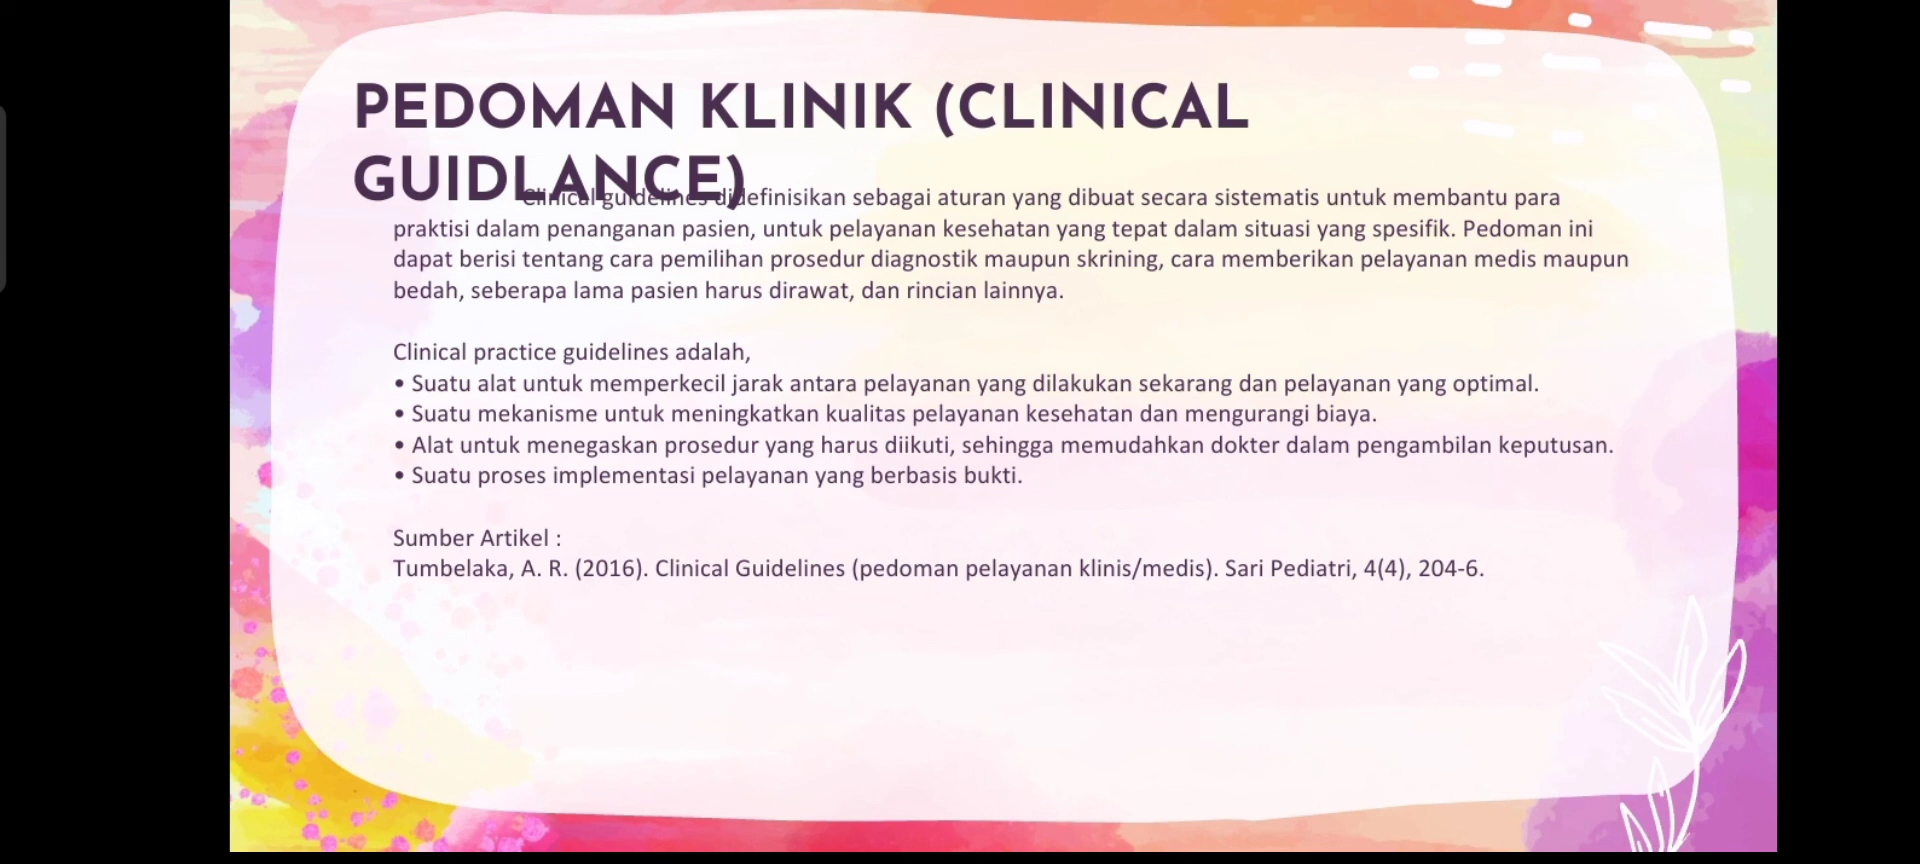 PEDOMAN KLINIK (CLINICAL
GUIDLANCE)
Clinical guidelines didefinisikan sebagai aturan yang dibuat secara sistematis untuk membantu para
praktisi dalam penanganan pasien, untuk pelayanan kesehatan yang tepat dalam situasi yang spesifik. Pedoman ini
dapat berisi tentang cara pemilihan prosedur diagnostik maupun skrining, cara memberikan pelayanan medis maupun
bedah, seberapa lama pasien harus dirawat, dan rincian lainnya.
Clinical practice guidelines adalah,
• Suatu alat untuk memperkecil jarak antara pelayanan yang dilakukan sekarang dan pelayanan yang optimal.
• Suatu mekanisme untuk meningkatkan kualitas pelayanan kesehatan dan mengurangi biaya.
• Alat untuk menegaskan prosedur yang harus diikuti, sehingga memudahkan dokter dalam pengambilan keputusan.
• Suatu proses implementasi pelayanan yang berbasis bukti.
Sumber Artikel :
Tumbelaka, A. R. (2016). Clinical Guidelines (pedoman pelayanan klinis/medis). Sari Pediatri, 4(4), 204-6.